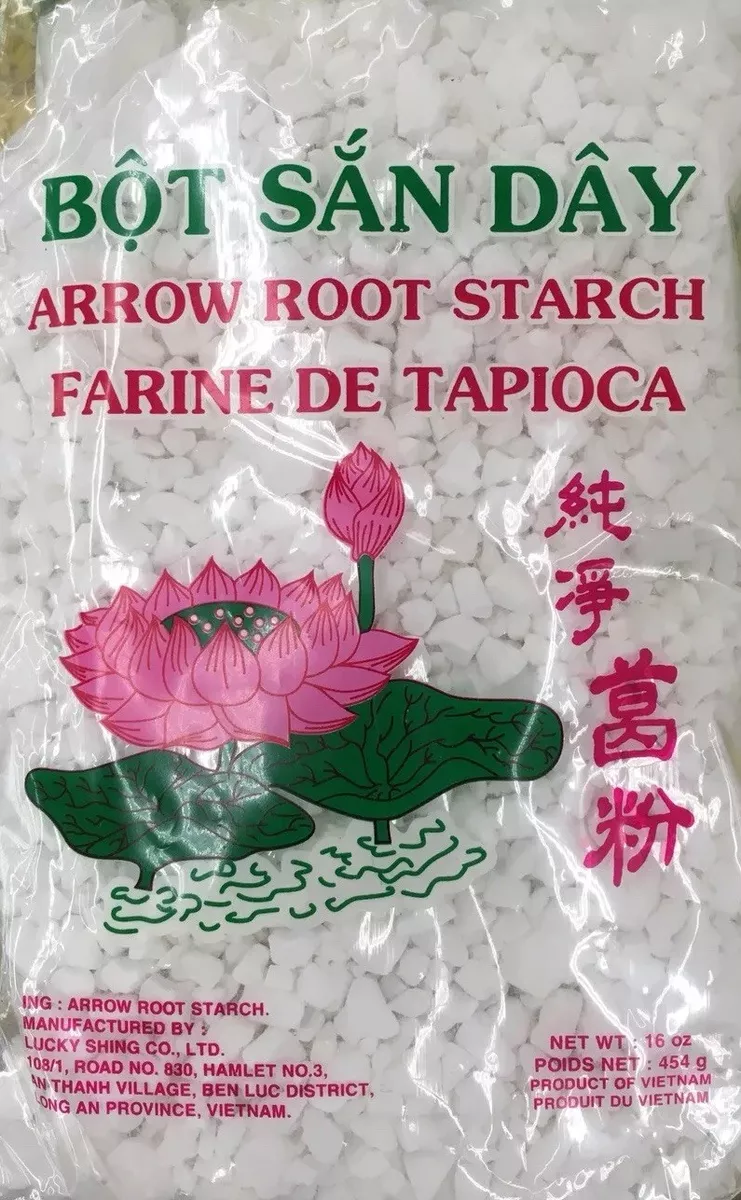 BỘT SẮN DÂY
ARROW ROOT STARCH
FARINE DE TAPIOCA
純淨葛粉
ING : ARROW ROOT STARCH.
MANUFACTURED BY :
LUCKY SHING CO., LTD.
108/1, ROAD NO. 830, HAMLET NO.3,
AN THANH VILLAGE, BEN LUC DISTRICT,
LONG AN PROVINCE, VIETNAM.
NET WT : 16 oz
POIDS NET : 454 g
PRODUCT OF VIETNAM
PRODUIT DU VIETNAM